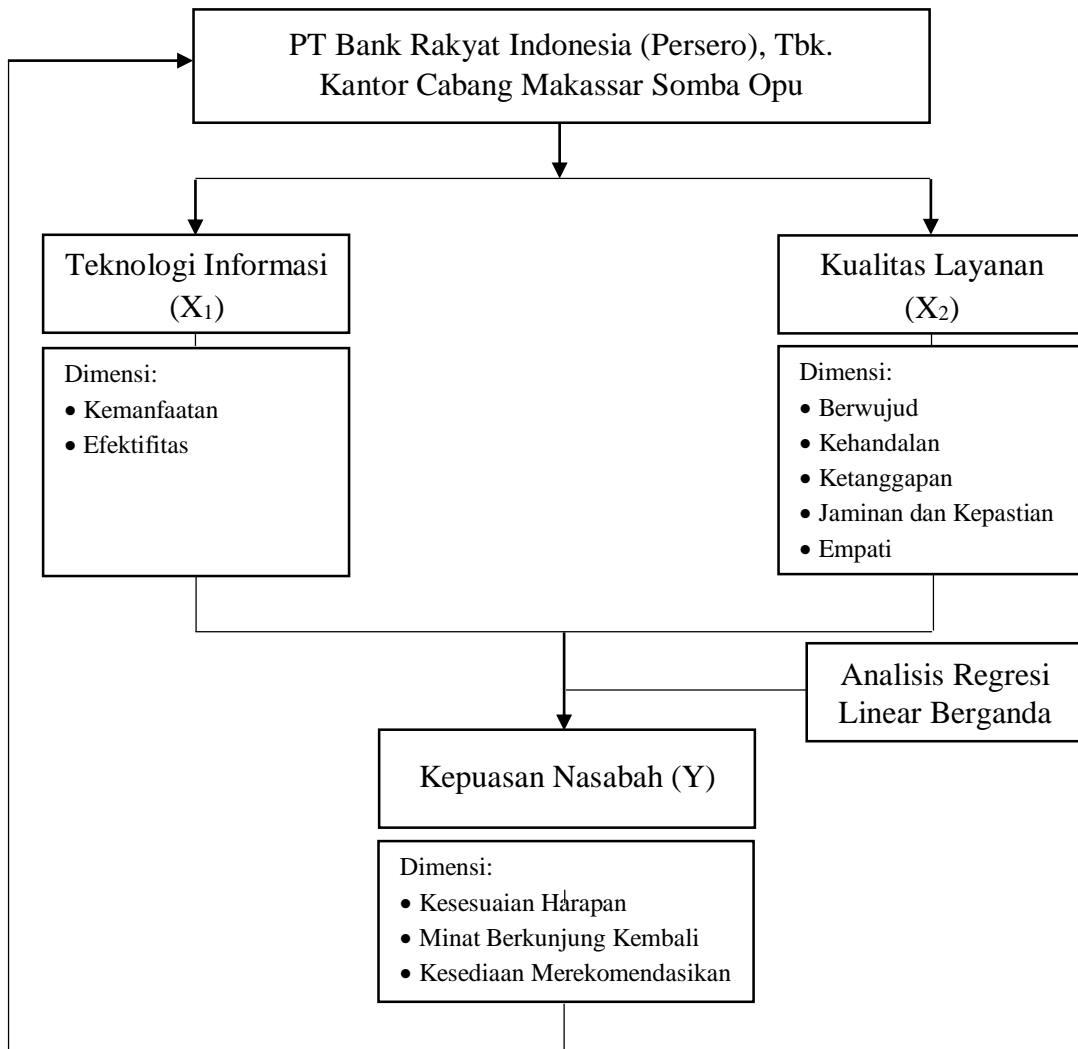 PT Bank Rakyat Indonesia (Persero), Tbk.
Kantor Cabang Makassar Somba Opu
Teknologi Informasi
(X₁)
Kualitas Layanan
(X₂)
Dimensi:
• Kemanfaatan
• Efektifitas
Dimensi:
• Berwujud
• Kehandalan
• Ketanggapan
• Jaminan dan Kepastian
• Empati
Analisis Regresi
Linear Berganda
Kepuasan Nasabah (Y)
Dimensi:
• Kesesuaian Harapan
• Minat Berkunjung Kembali
• Kesediaan Merekomendasikan